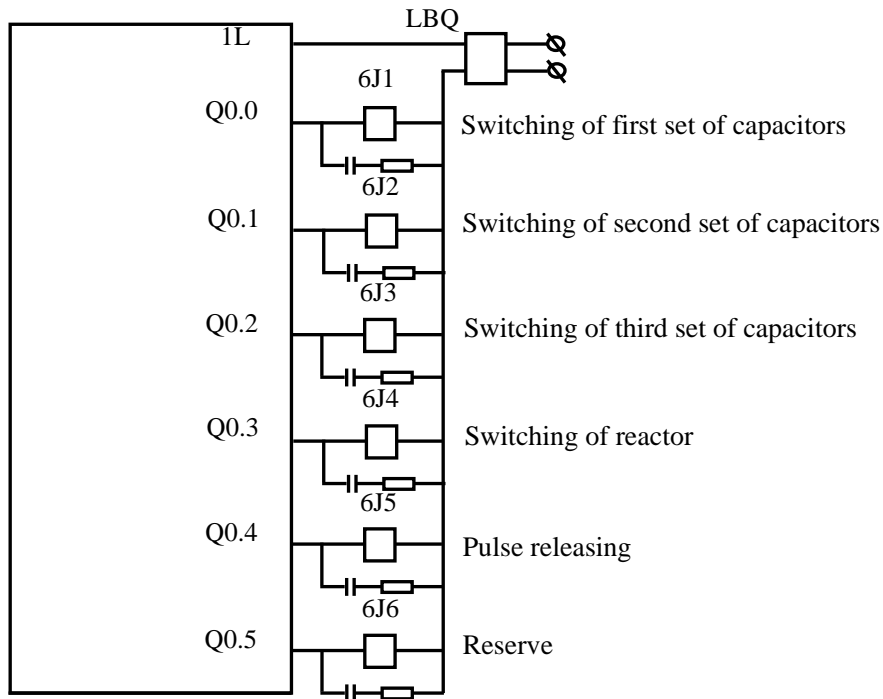 LBQ
1L
6J1
Q0.0
Switching of first set of capacitors
6J2
Q0.1
Switching of second set of capacitors
6J3
Q0.2
Switching of third set of capacitors
6J4
Q0.3
Switching of reactor
6J5
Q0.4
Pulse releasing
6J6
Q0.5
Reserve